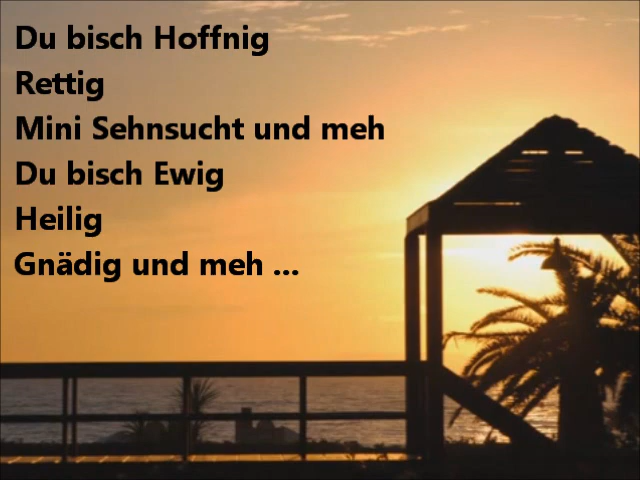 Du bisch Hoffnig
Rettig
Mini Sehnsucht und meh
Du bisch Ewig
Heilig
Gnädig und meh ...